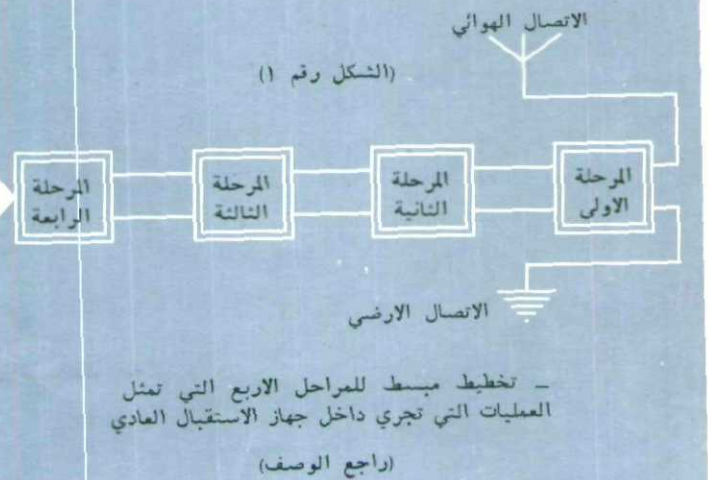 الاتصال الهوائي
(الشكل رقم ١)
المرحلة
الاولى
المرحلة
الثانية
المرحلة
الثالثة
المرحلة
الرابعة
الاتصال الارضي
ــ تخطيط مبسط للمراحل الاربع التي تمثل
العمليات التي تجري داخل جهاز الاستقبال العادي
(راجع الوصف)